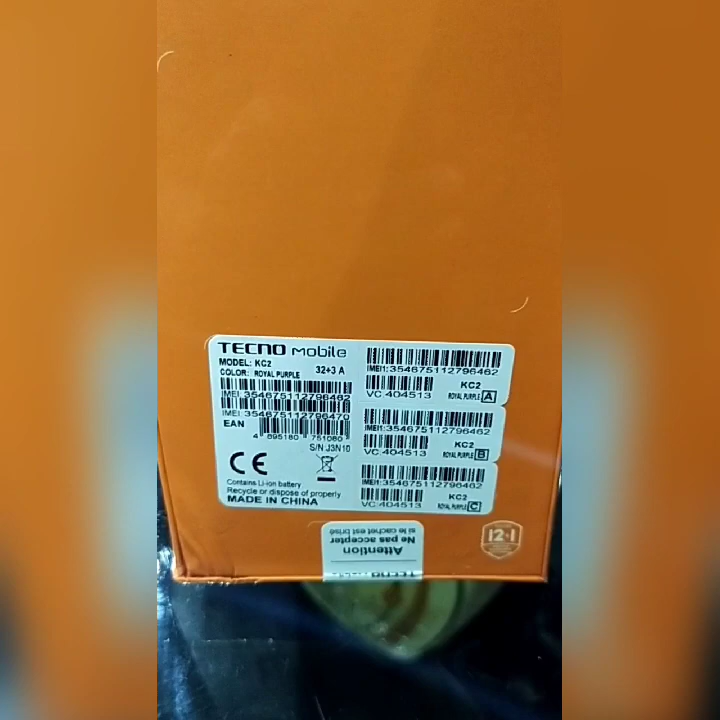 TECNO mobile
MODEL: KC2
COLOR: ROYAL PURPLE 32+3 A
IMEI:354675112796462
IMEI:354675112796470
EAN
4 895180 751080
S/N:J3N10
CE
Contains Li-ion battery
Recycle or dispose of properly
MADE IN CHINA
IMEI1:354675112796462
KC2
VC:404513 ROYAL PURPLE A
IMEI1:354675112796462
KC2
VC:404513 ROYAL PURPLE B
IMEI1:354675112796462
KC2
VC:404513 ROYAL PURPLE C
12+1
TECNO
Attention
Ne pas accepter
si le cachet est brisé